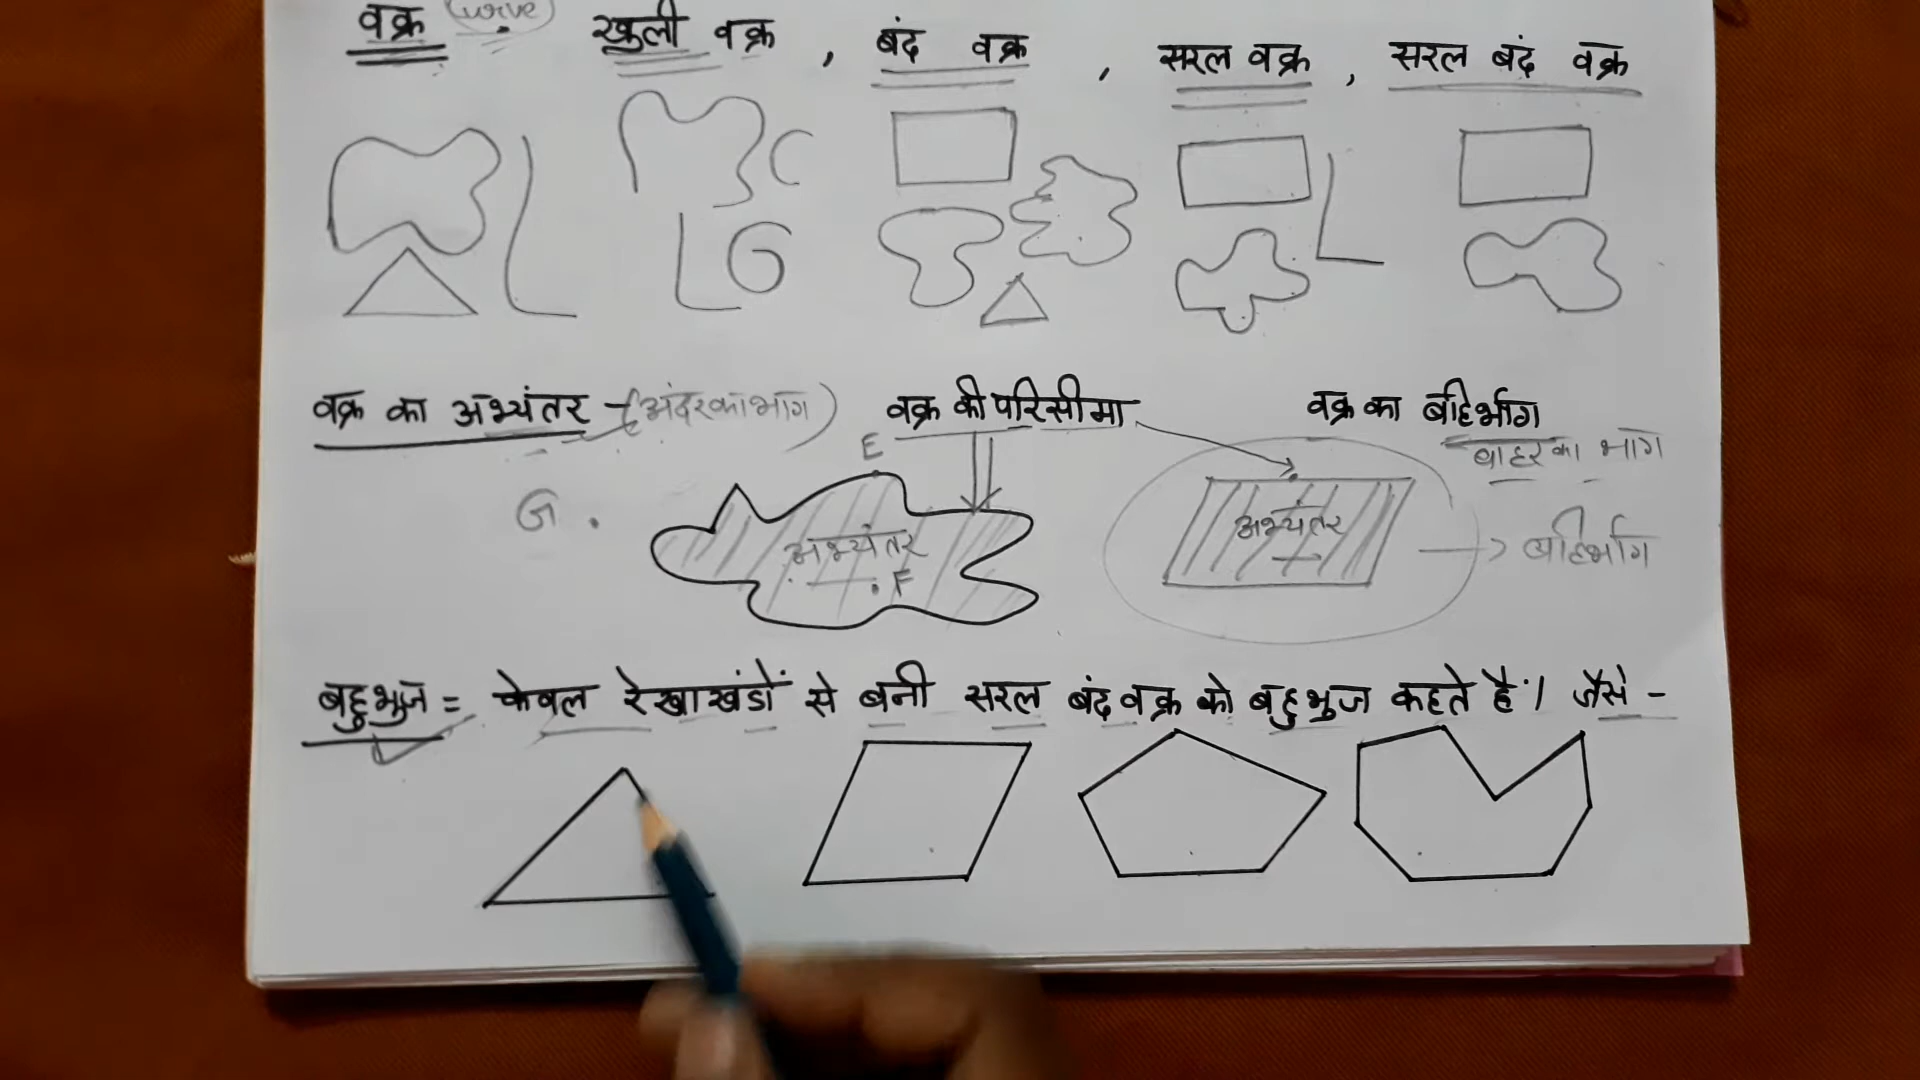 वक्र Curve खुली वक्र , बंद वक्र , सरल वक्र , सरल बंद वक्र
वक्र का अभ्यंतर - (अंदर का भाग) वक्र की परिसीमा वक्र का बहिर्भाग
बाहर का भाग
E
G .
अभ्यंतर
. F
अभ्यंतर
बहिर्भाग
बहुभुज = केवल रेखाखंडों से बनी सरल बंद वक्र को बहुभुज कहते हैं। जैसे -